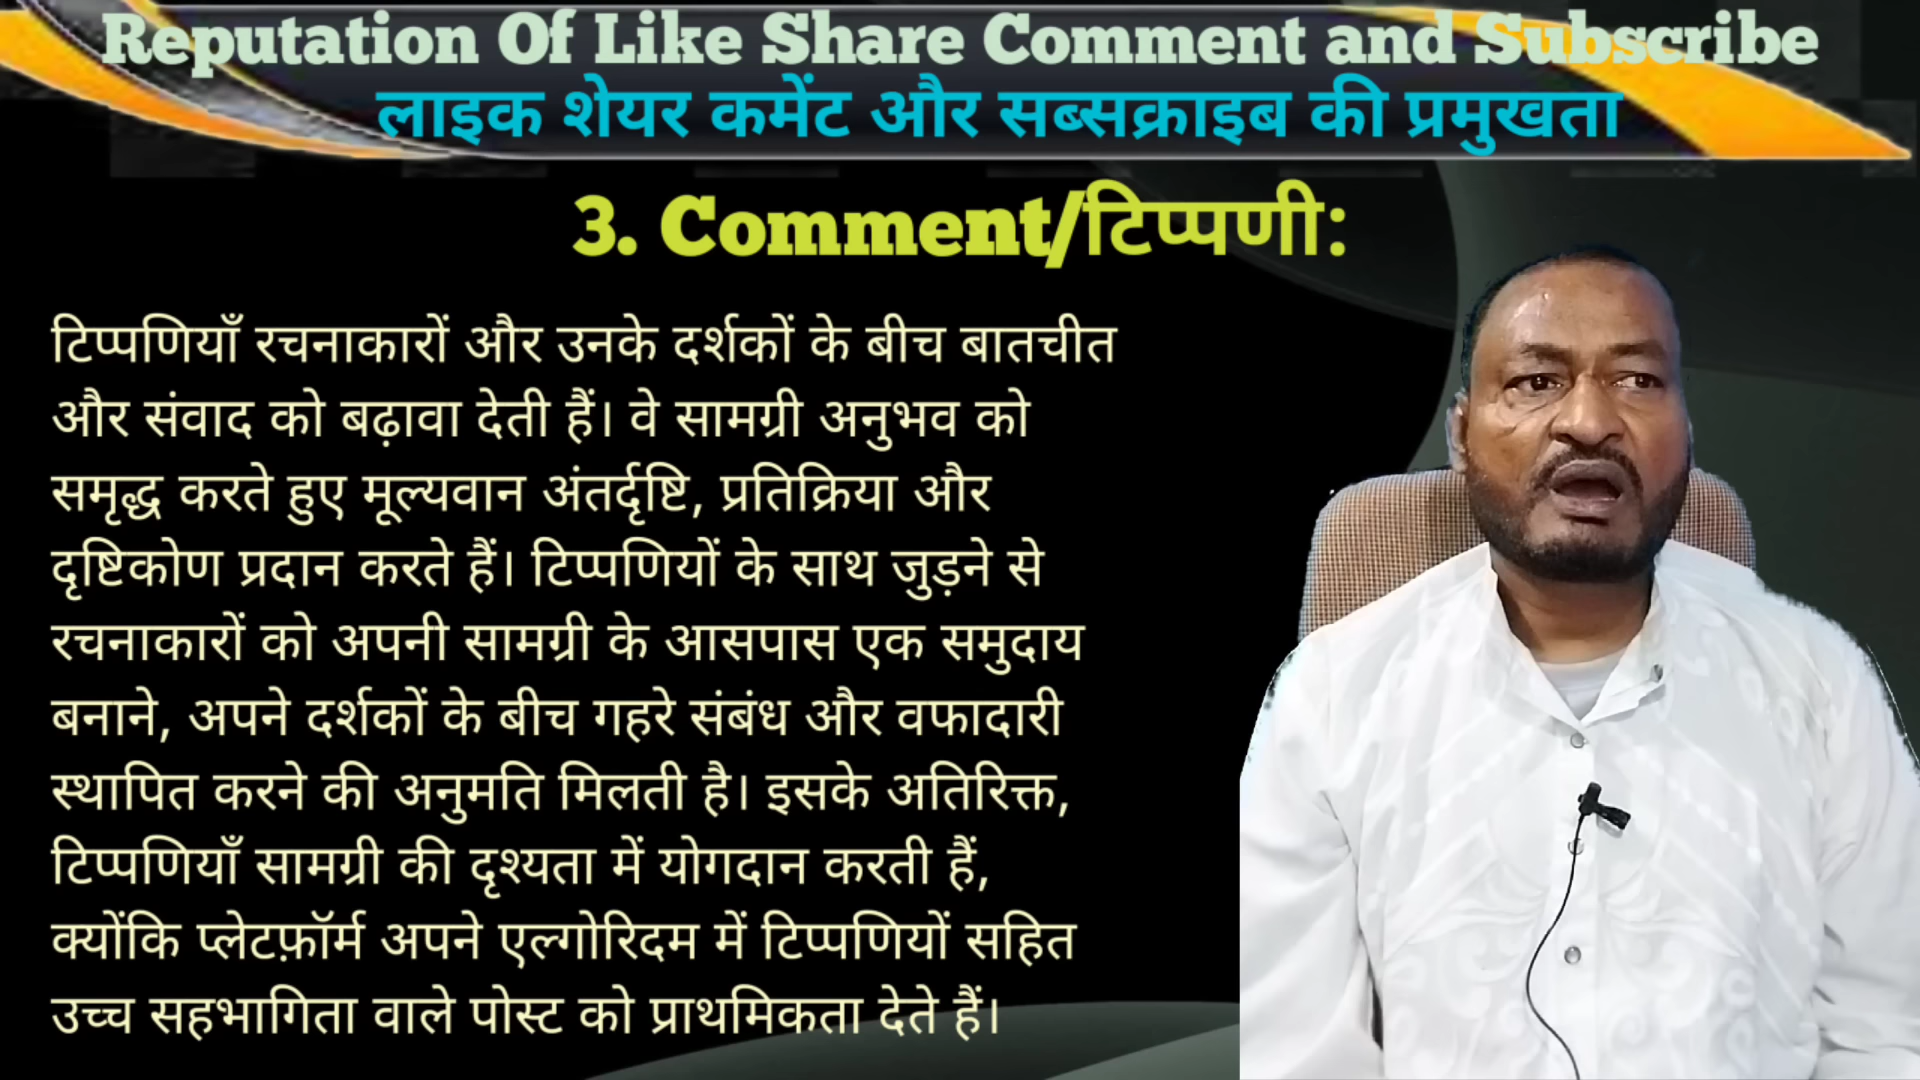 Reputation Of Like Share Comment and Subscribe
लाइक शेयर कमेंट और सब्सक्राइब की प्रमुखता
3. Comment/टिप्पणी:
टिप्पणियाँ रचनाकारों और उनके दर्शकों के बीच बातचीत
और संवाद को बढ़ावा देती हैं। वे सामग्री अनुभव को
समृद्ध करते हुए मूल्यवान अंतर्दृष्टि, प्रतिक्रिया और
दृष्टिकोण प्रदान करते हैं। टिप्पणियों के साथ जुड़ने से
रचनाकारों को अपनी सामग्री के आसपास एक समुदाय
बनाने, अपने दर्शकों के बीच गहरे संबंध और वफादारी
स्थापित करने की अनुमति मिलती है। इसके अतिरिक्त,
टिप्पणियाँ सामग्री की दृश्यता में योगदान करती हैं,
क्योंकि प्लेटफ़ॉर्म अपने एल्गोरिदम में टिप्पणियों सहित
उच्च सहभागिता वाले पोस्ट को प्राथमिकता देते हैं।